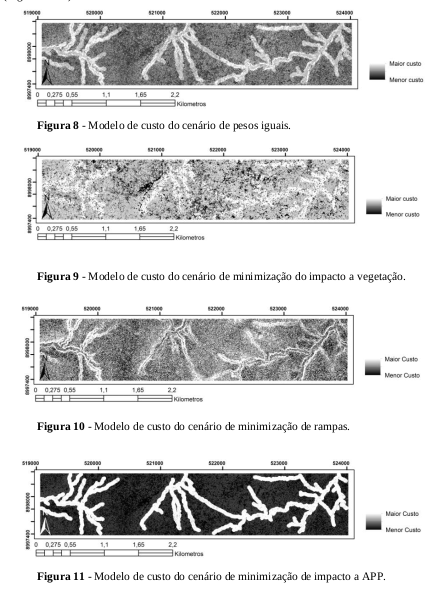 519000 520000 521000 522000 523000 524000
8998000
8997400
Maior custo
Menor custo
0 0,275 0,55 1,1 1,65 2,2
Kilometros
Figura 8 - Modelo de custo do cenário de pesos iguais.
519000 520000 521000 522000 523000 524000
8998000
8997400
Maior custo
Menor custo
0 0,275 0,55 1,1 1,65 2,2
Kilometros
Figura 9 - Modelo de custo do cenário de minimização do impacto a vegetação.
519000 520000 521000 522000 523000 524000
8998000
8997400
Maior Custo
Menor Custo
0 0,275 0,55 1,1 1,65 2,2
Kilometros
Figura 10 - Modelo de custo do cenário de minimização de rampas.
519000 520000 521000 522000 523000 524000
8998000
8997400
Maior Custo
Menor Custo
0 0,275 0,55 1,1 1,65 2,2
Kilometros
Figura 11 - Modelo de custo do cenário de minimização de impacto a APP.